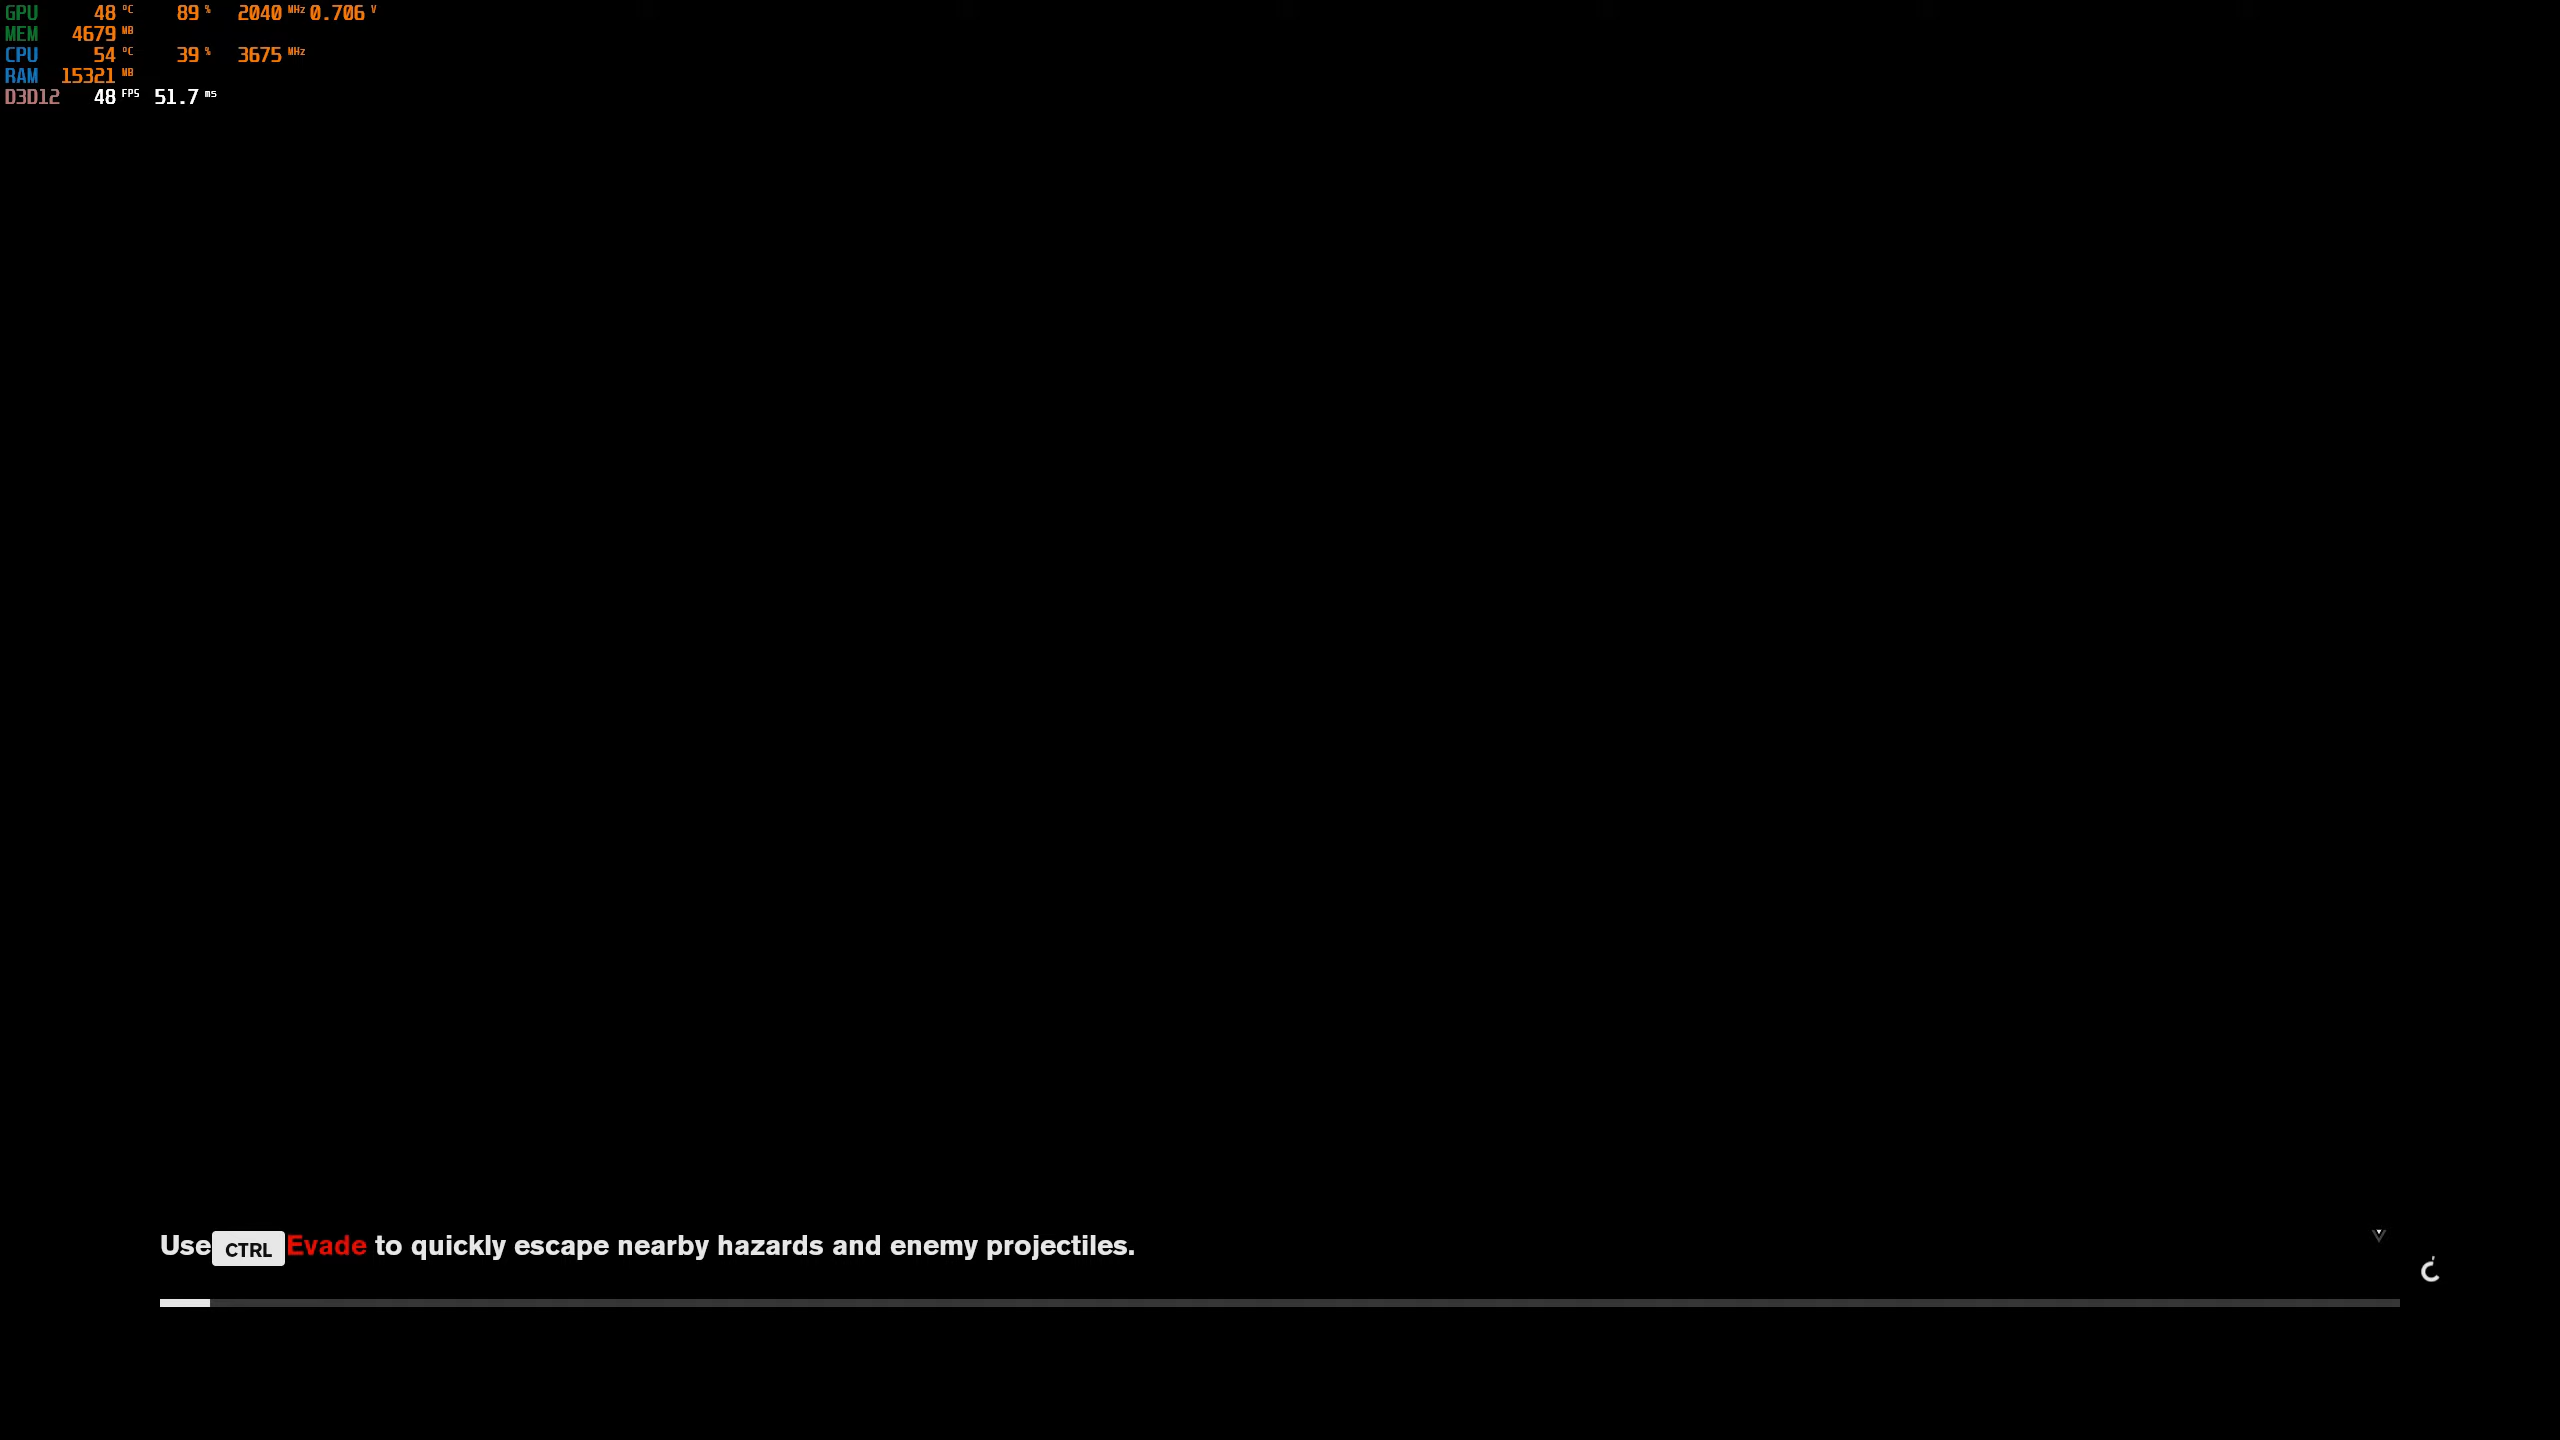 GPU 48 °C 89 % 2040 MHz 0.706 V
MEM 4679 MB
CPU 54 °C 39 % 3675 MHz
RAM 15321 MB
D3D12 48 FPS 51.7 ms
Use CTRL Evade to quickly escape nearby hazards and enemy projectiles.